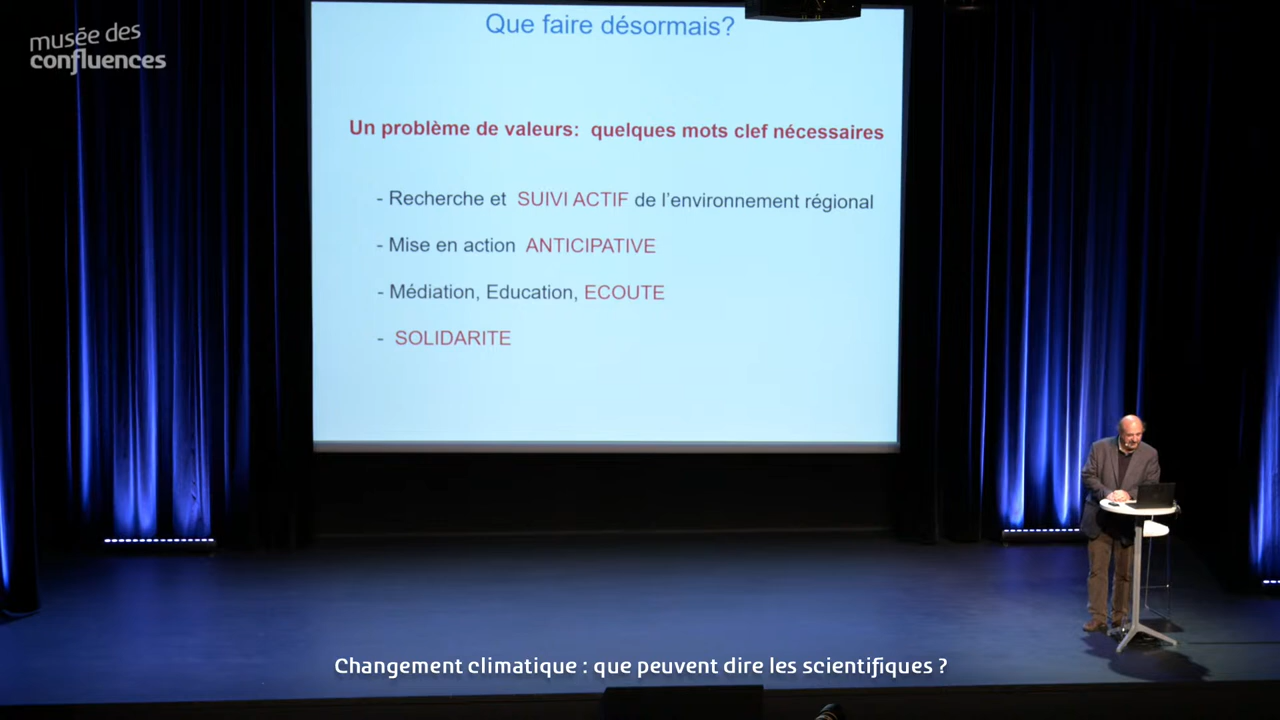 musée des
confluences
Que faire désormais?
Un problème de valeurs: quelques mots clef nécessaires
- Recherche et SUIVI ACTIF de l'environnement régional
- Mise en action ANTICIPATIVE
- Médiation, Education, ECOUTE
- SOLIDARITE
Changement climatique : que peuvent dire les scientifiques ?